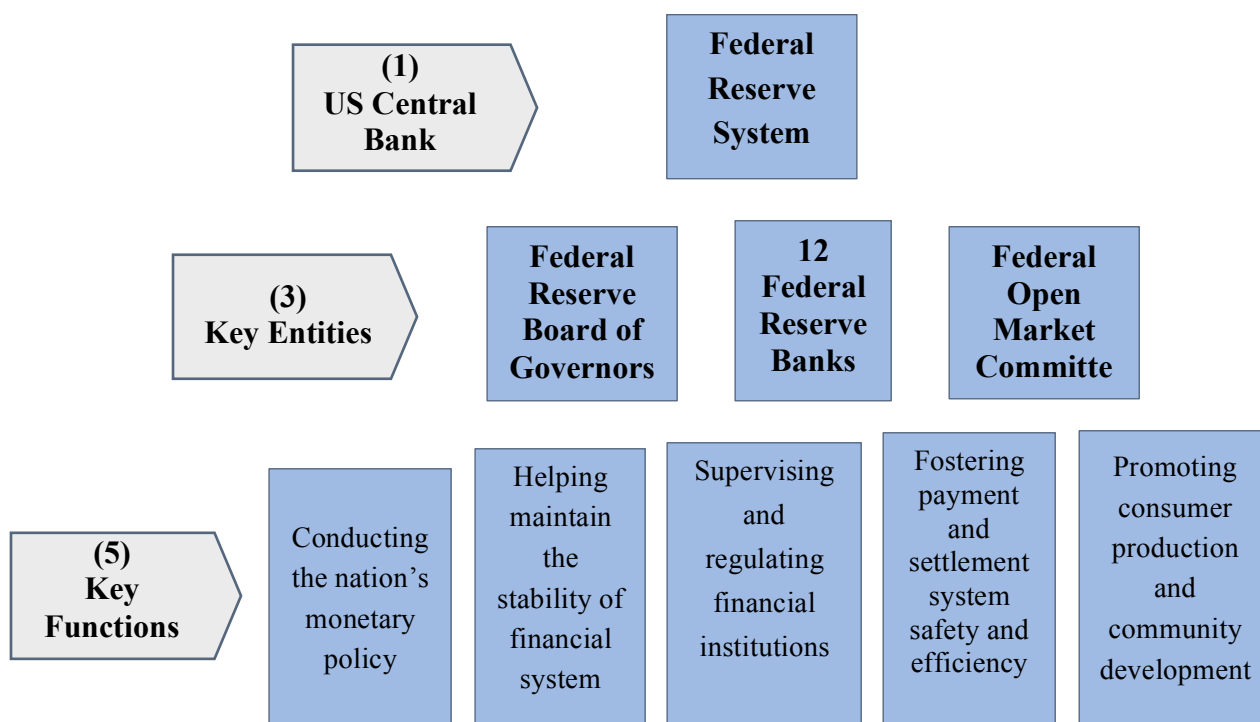 (1)
US Central
Bank
Federal
Reserve
System
(3)
Key Entities
Federal
Reserve
Board of
Governors
12
Federal
Reserve
Banks
Federal
Open
Market
Committe
(5)
Key
Functions
Conducting
the nation’s
monetary
policy
Helping
maintain
the
stability of
financial
system
Supervising
and
regulating
financial
institutions
Fostering
payment
and
settlement
system
safety and
efficiency
Promoting
consumer
production
and
community
development